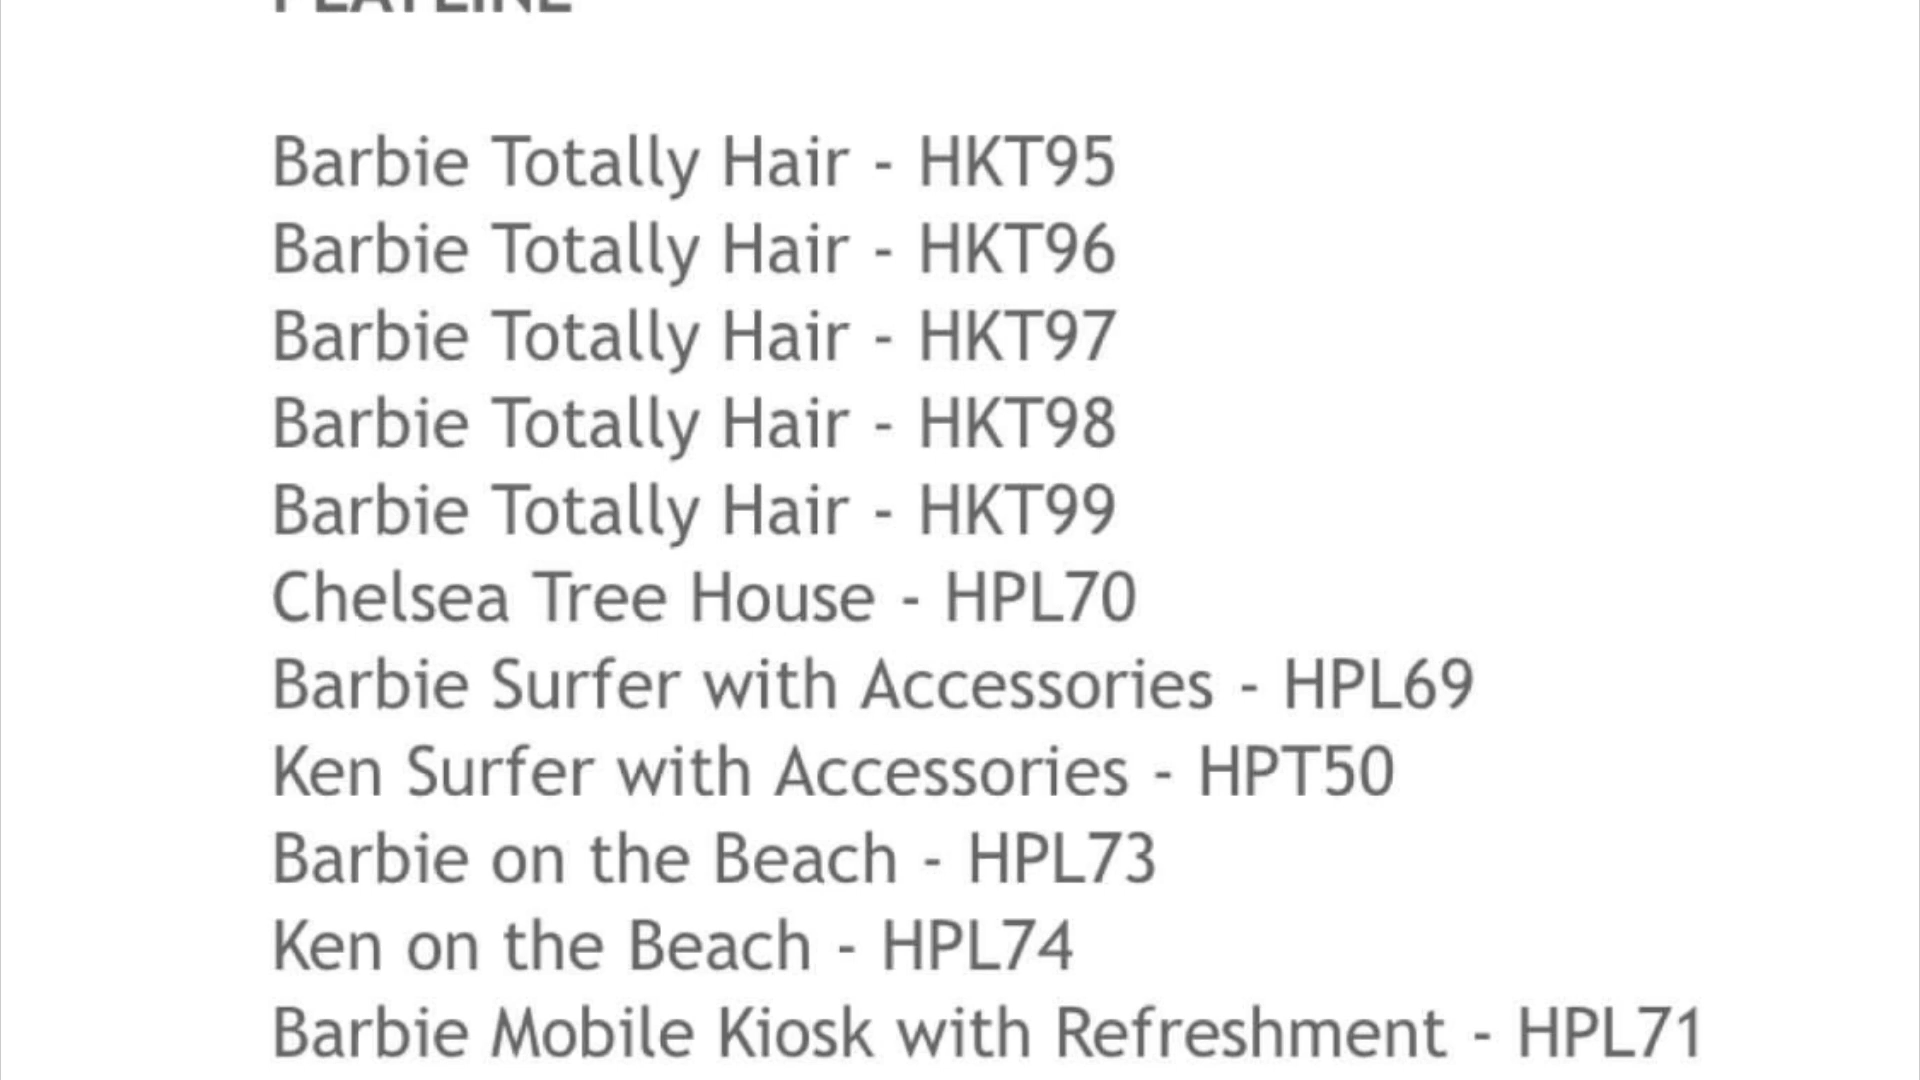 PLAYLINE
Barbie Totally Hair - HKT95
Barbie Totally Hair - HKT96
Barbie Totally Hair - HKT97
Barbie Totally Hair - HKT98
Barbie Totally Hair - HKT99
Chelsea Tree House - HPL70
Barbie Surfer with Accessories - HPL69
Ken Surfer with Accessories - HPT50
Barbie on the Beach - HPL73
Ken on the Beach - HPL74
Barbie Mobile Kiosk with Refreshment - HPL71